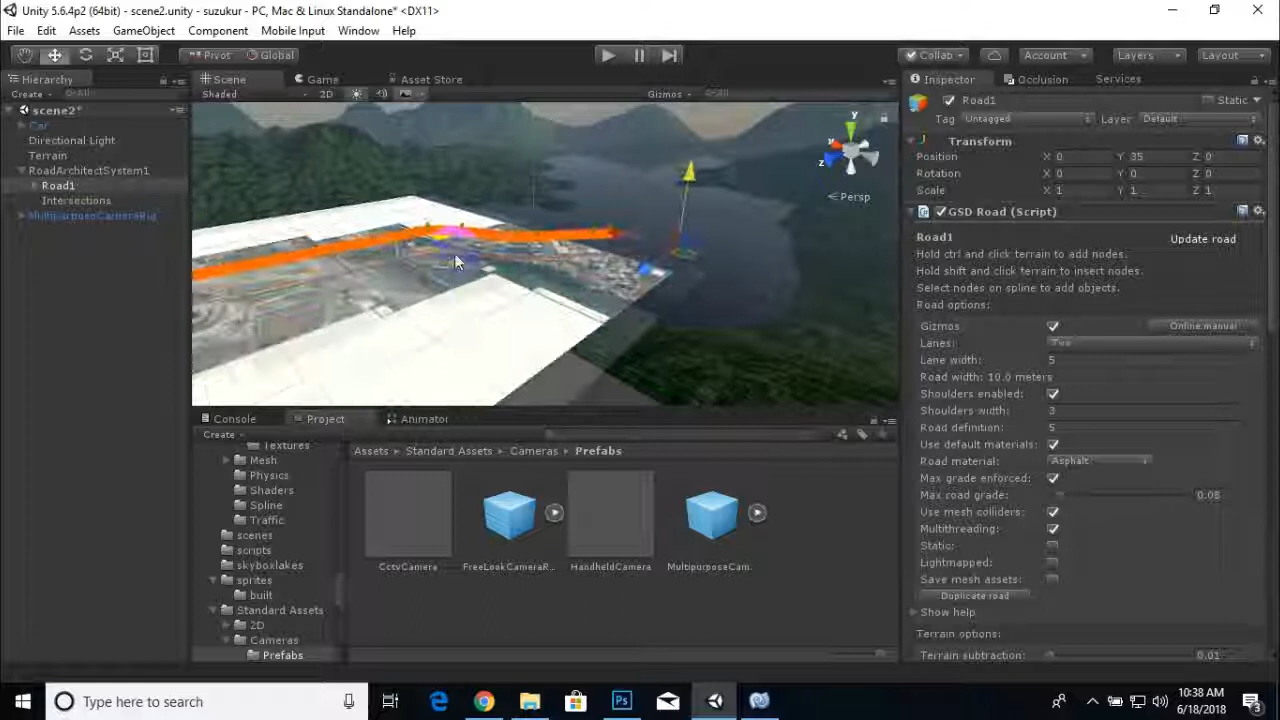 Unity 5.6.4p2 (64bit) - scene2.unity - suzukur - PC, Mac & Linux Standalone* <DX11>
File Edit Assets GameObject Component Mobile Input Window Help
Pivot Global Collab Account Layers Layout
Hierarchy Scene Game Asset Store Inspector Occlusion Services
Create All Shaded 2D Gizmos All
scene2*
Car
Directional Light
Terrain
RoadArchitectSystem1
Road1
Intersections
MultipurposeCameraRig
y
x
z
Persp
Road1 Static
Tag Untagged Layer Default
Transform
Position X 0 Y 35 Z 0
Rotation X 0 Y 0 Z 0
Scale X 1 Y 1 Z 1
GSD Road (Script)
Road1 Update road
Hold ctrl and click terrain to add nodes.
Hold shift and click terrain to insert nodes.
Select nodes on spline to add objects.
Road options:
Gizmos: Online manual
Lanes: Two
Lane width: 5
Road width: 10.0 meters
Shoulders enabled:
Shoulders width: 3
Road definition: 5
Use default materials:
Road material: Asphalt
Max grade enforced:
Max road grade: 0.08
Use mesh colliders:
Multithreading:
Static:
Lightmapped:
Save mesh assets:
Duplicate road
Show help
Terrain options:
Terrain subtraction: 0.01
Console Project Animator
Create
Textures
Mesh
Physics
Shaders
Spline
Traffic
scenes
scripts
skyboxlakes
sprites
built
Standard Assets
2D
Cameras
Prefabs
Assets Standard Assets Cameras Prefabs
CctvCamera FreeLookCameraR... HandheldCamera MultipurposeCam...
Type here to search
10:38 AM
6/18/2018
3